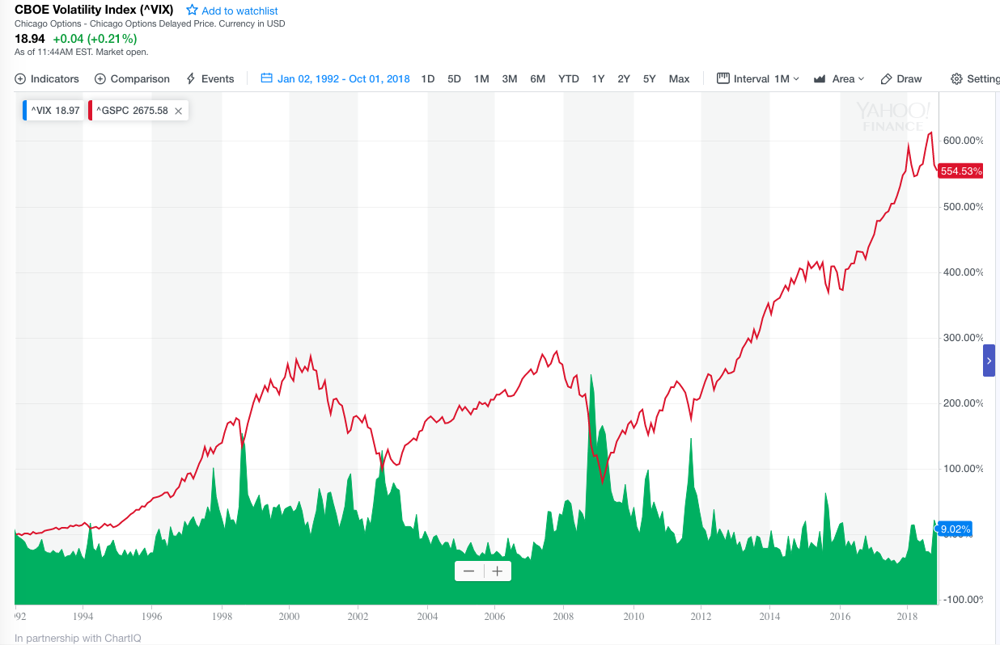 CBOE Volatility Index (^VIX) Add to watchlist
Chicago Options - Chicago Options Delayed Price. Currency in USD
18.94 +0.04 (+0.21%)
As of 11:44AM EST. Market open.
Indicators Comparison Events Jan 02, 1992 - Oct 01, 2018 1D 5D 1M 3M 6M YTD 1Y 2Y 5Y Max Interval 1M Area Draw Setting
^VIX 18.97 ^GSPC 2675.58
YAHOO!
FINANCE
600.00%
554.53%
500.00%
400.00%
300.00%
200.00%
100.00%
9.02%
-100.00%
92 1994 1996 1998 2000 2002 2004 2006 2008 2010 2012 2014 2016 2018
In partnership with ChartIQ